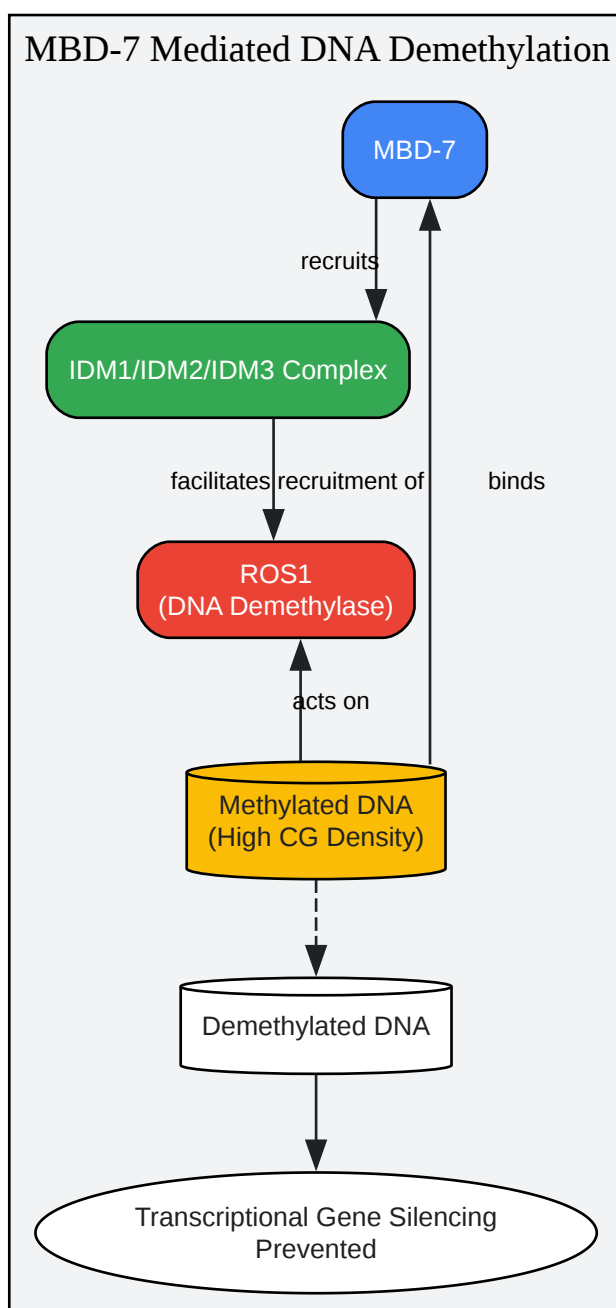 MBD-7 Mediated DNA Demethylation
MBD-7
recruits
IDM1/IDM2/IDM3 Complex
facilitates recruitment of
binds
ROS1
(DNA Demethylase)
acts on
Methylated DNA
(High CG Density)
Demethylated DNA
Transcriptional Gene Silencing
Prevented